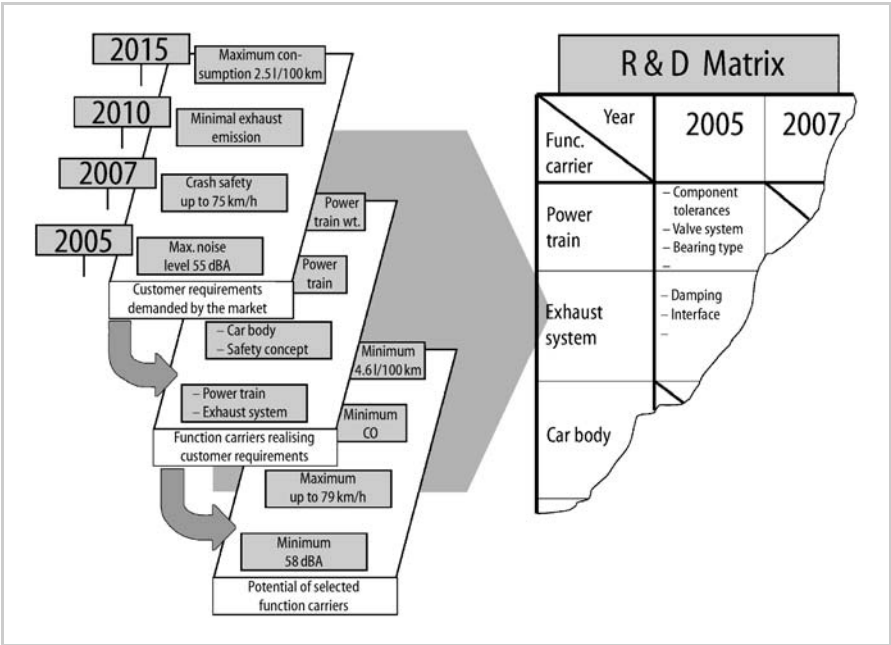 2015
Maximum con-
sumption 2.5 l/100 km
2010
Minimal exhaust
emission
2007
Crash safety
up to 75 km/h
2005
Max. noise
level 55 dBA
Customer requirements
demanded by the market
Power
train wt.
Power
train
– Car body
– Safety concept
– Power train
– Exhaust system
Function carriers realising
customer requirements
Minimum
4.6 l/100 km
Minimum
CO
Maximum
up to 79 km/h
Minimum
58 dBA
Potential of selected
function carriers
R & D Matrix
Year
Func.
carrier
2005
2007
Power
train
– Component
tolerances
– Valve system
– Bearing type
–
Exhaust
system
– Damping
– Interface
–
Car body